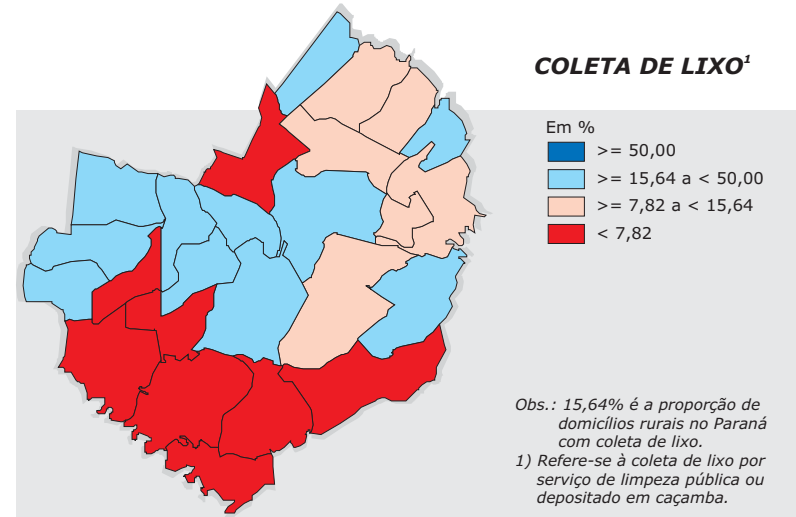 COLETA DE LIXO¹
Em %
>= 50,00
>= 15,64 a < 50,00
>= 7,82 a < 15,64
< 7,82
Obs.: 15,64% é a proporção de
domicílios rurais no Paraná
com coleta de lixo.
1) Refere-se à coleta de lixo por
serviço de limpeza pública ou
depositado em caçamba.